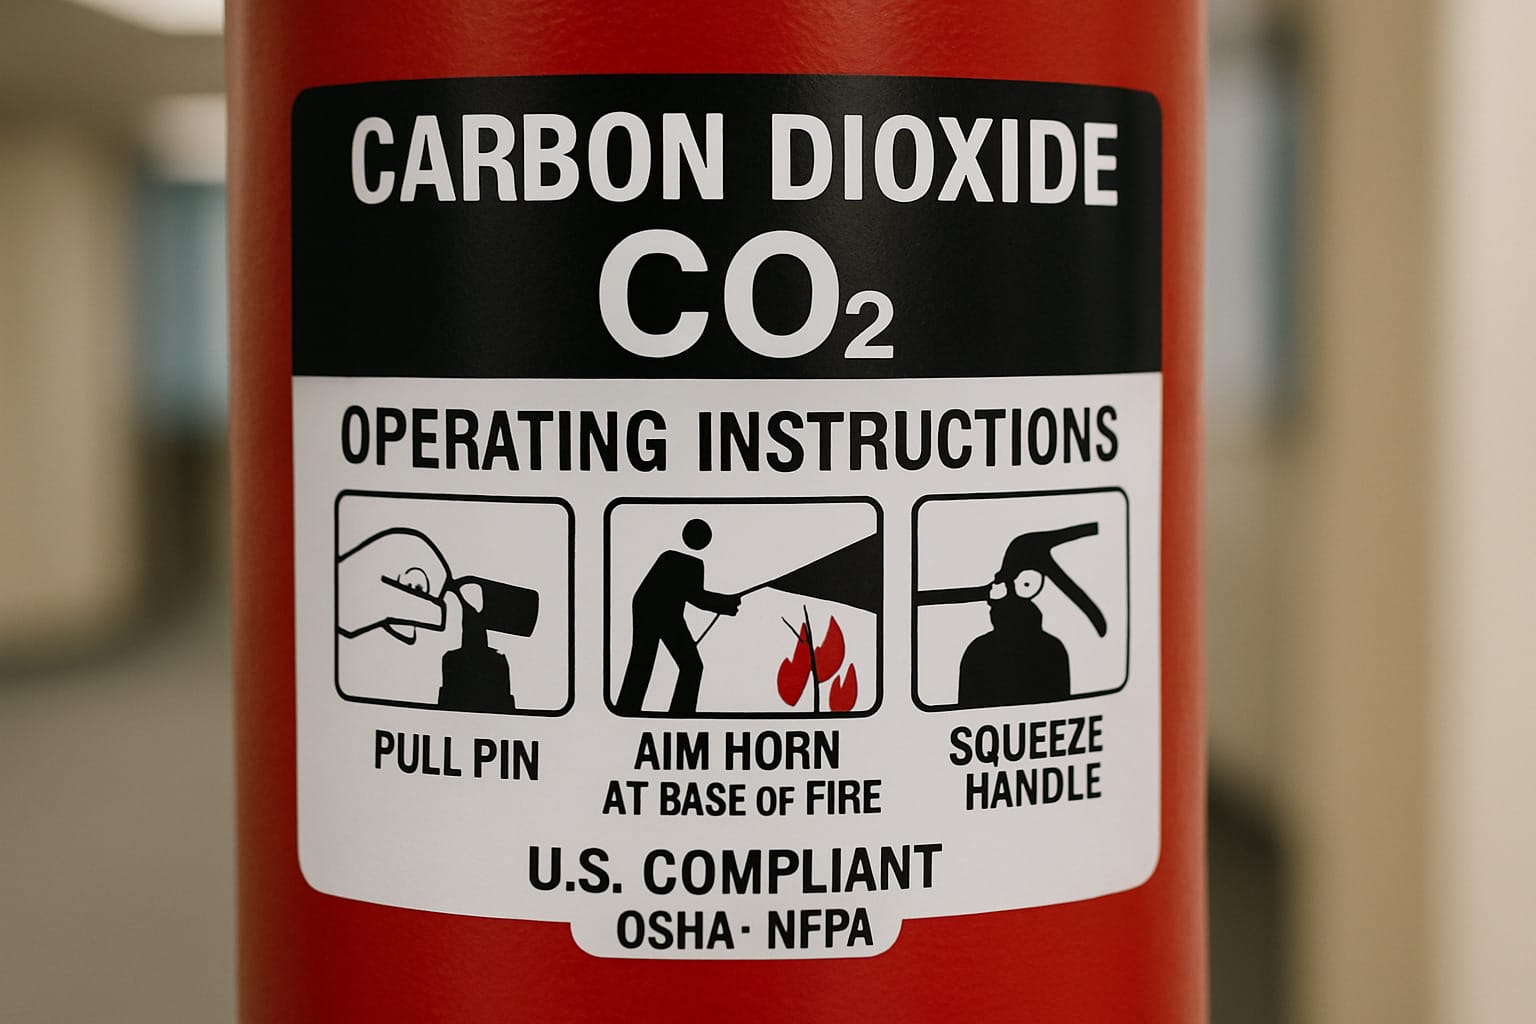 CARBON DIOXIDE
CO₂
OPERATING INSTRUCTIONS
PULL PIN
AIM HORN
AT BASE OF FIRE
SQUEEZE
HANDLE
U.S. COMPLIANT
OSHA · NFPA